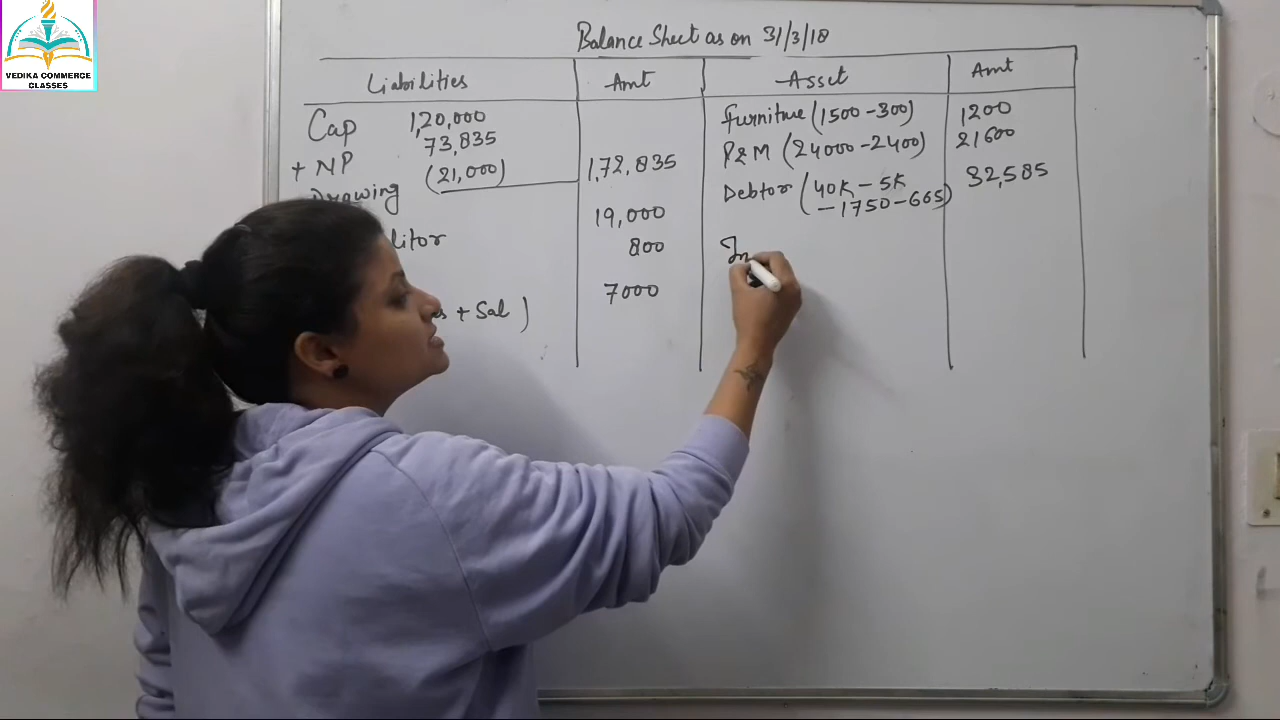 VEDIKA COMMERCE
CLASSES
Balance Sheet as on 31/3/18
Liabilities Amt Asset Amt
Cap 1,20,000
+ NP 73,835
Drawing (21,000) 1,72,835
19,000
800
7000
+ Sal )
Furniture (1500 - 300) 1200
P&M (24000 - 2400) 21600
Debtor (40K - 5K 32,585
- 1750 - 665)